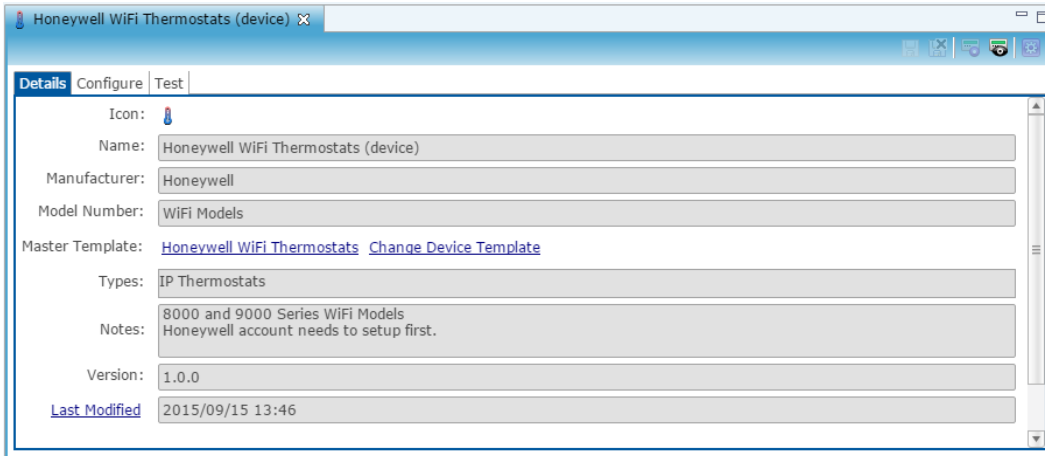 Honeywell WiFi Thermostats (device)
Details Configure Test
Icon:
Name: Honeywell WiFi Thermostats (device)
Manufacturer: Honeywell
Model Number: WiFi Models
Master Template: Honeywell WiFi Thermostats Change Device Template
Types: IP Thermostats
Notes: 8000 and 9000 Series WiFi Models
Honeywell account needs to setup first.
Version: 1.0.0
Last Modified 2015/09/15 13:46